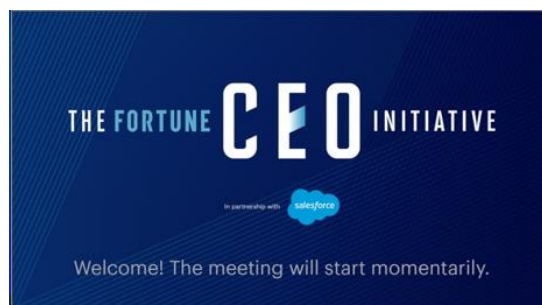 THE FORTUNE CEO INITIATIVE
In partnership with salesforce
Welcome! The meeting will start momentarily.